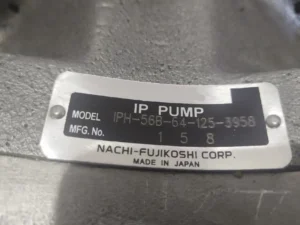 IP PUMP
MODEL IPH-56B-64-125-3958
MFG. No. 1 5 8
NACHI-FUJIKOSHI CORP.
MADE IN JAPAN